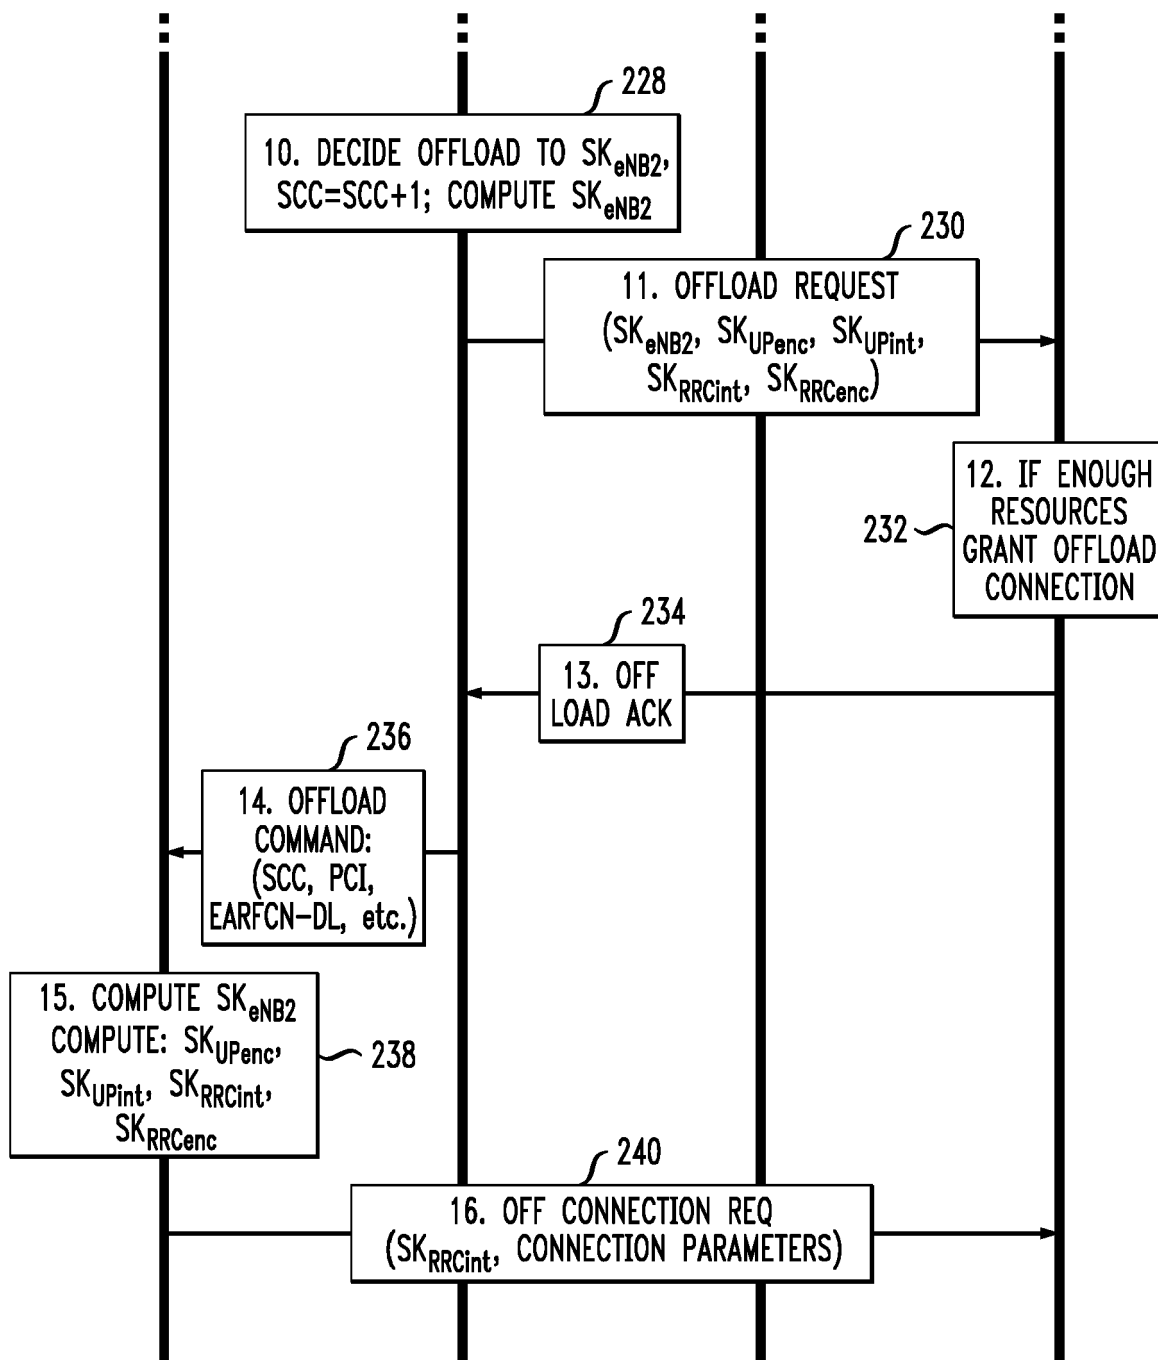 228
10. DECIDE OFFLOAD TO SKeNB2,
SCC=SCC+1; COMPUTE SKeNB2
230
11. OFFLOAD REQUEST
(SKeNB2, SKUPenc, SKUPint,
SKRRCint, SKRRCenc)
232
12. IF ENOUGH
RESOURCES
GRANT OFFLOAD
CONNECTION
234
13. OFF
LOAD ACK
236
14. OFFLOAD
COMMAND:
(SCC, PCI,
EARFCN-DL, etc.)
15. COMPUTE SKeNB2
COMPUTE: SKUPenc,
SKUPint, SKRRCint,
SKRRCenc
238
240
16. OFF CONNECTION REQ
(SKRRCint, CONNECTION PARAMETERS)